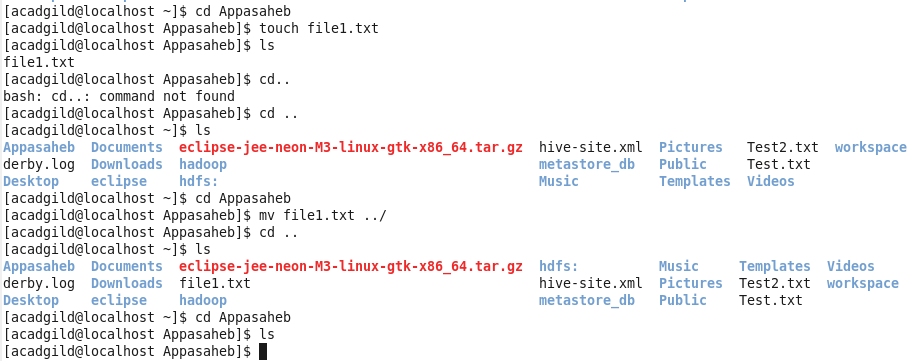 [acadgild@localhost ~]$ cd Appasaheb
[acadgild@localhost Appasaheb]$ touch file1.txt
[acadgild@localhost Appasaheb]$ ls
file1.txt
[acadgild@localhost Appasaheb]$ cd..
bash: cd..: command not found
[acadgild@localhost Appasaheb]$ cd ..
[acadgild@localhost ~]$ ls
Appasaheb  Documents  eclipse-jee-neon-M3-linux-gtk-x86_64.tar.gz  hive-site.xml  Pictures   Test2.txt  workspace
derby.log  Downloads  hadoop                                       metastore_db   Public     Test.txt
Desktop    eclipse    hdfs:                                        Music          Templates  Videos
[acadgild@localhost ~]$ cd Appasaheb
[acadgild@localhost Appasaheb]$ mv file1.txt ../
[acadgild@localhost Appasaheb]$ cd ..
[acadgild@localhost ~]$ ls
Appasaheb  Documents  eclipse-jee-neon-M3-linux-gtk-x86_64.tar.gz  hdfs:          Music     Templates  Videos
derby.log  Downloads  file1.txt                                    hive-site.xml  Pictures  Test2.txt  workspace
Desktop    eclipse    hadoop                                       metastore_db   Public    Test.txt
[acadgild@localhost ~]$ cd Appasaheb
[acadgild@localhost Appasaheb]$ ls
[acadgild@localhost Appasaheb]$